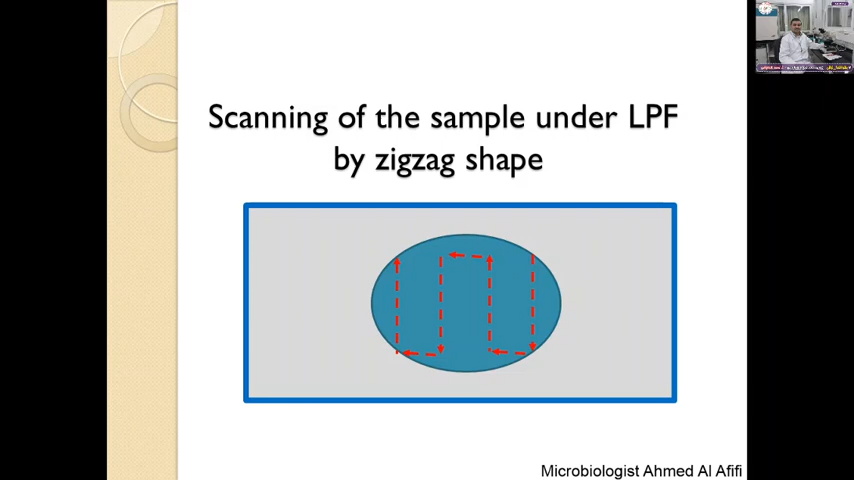 Scanning of the sample under LPF
by zigzag shape
Microbiologist Ahmed Al Afifi